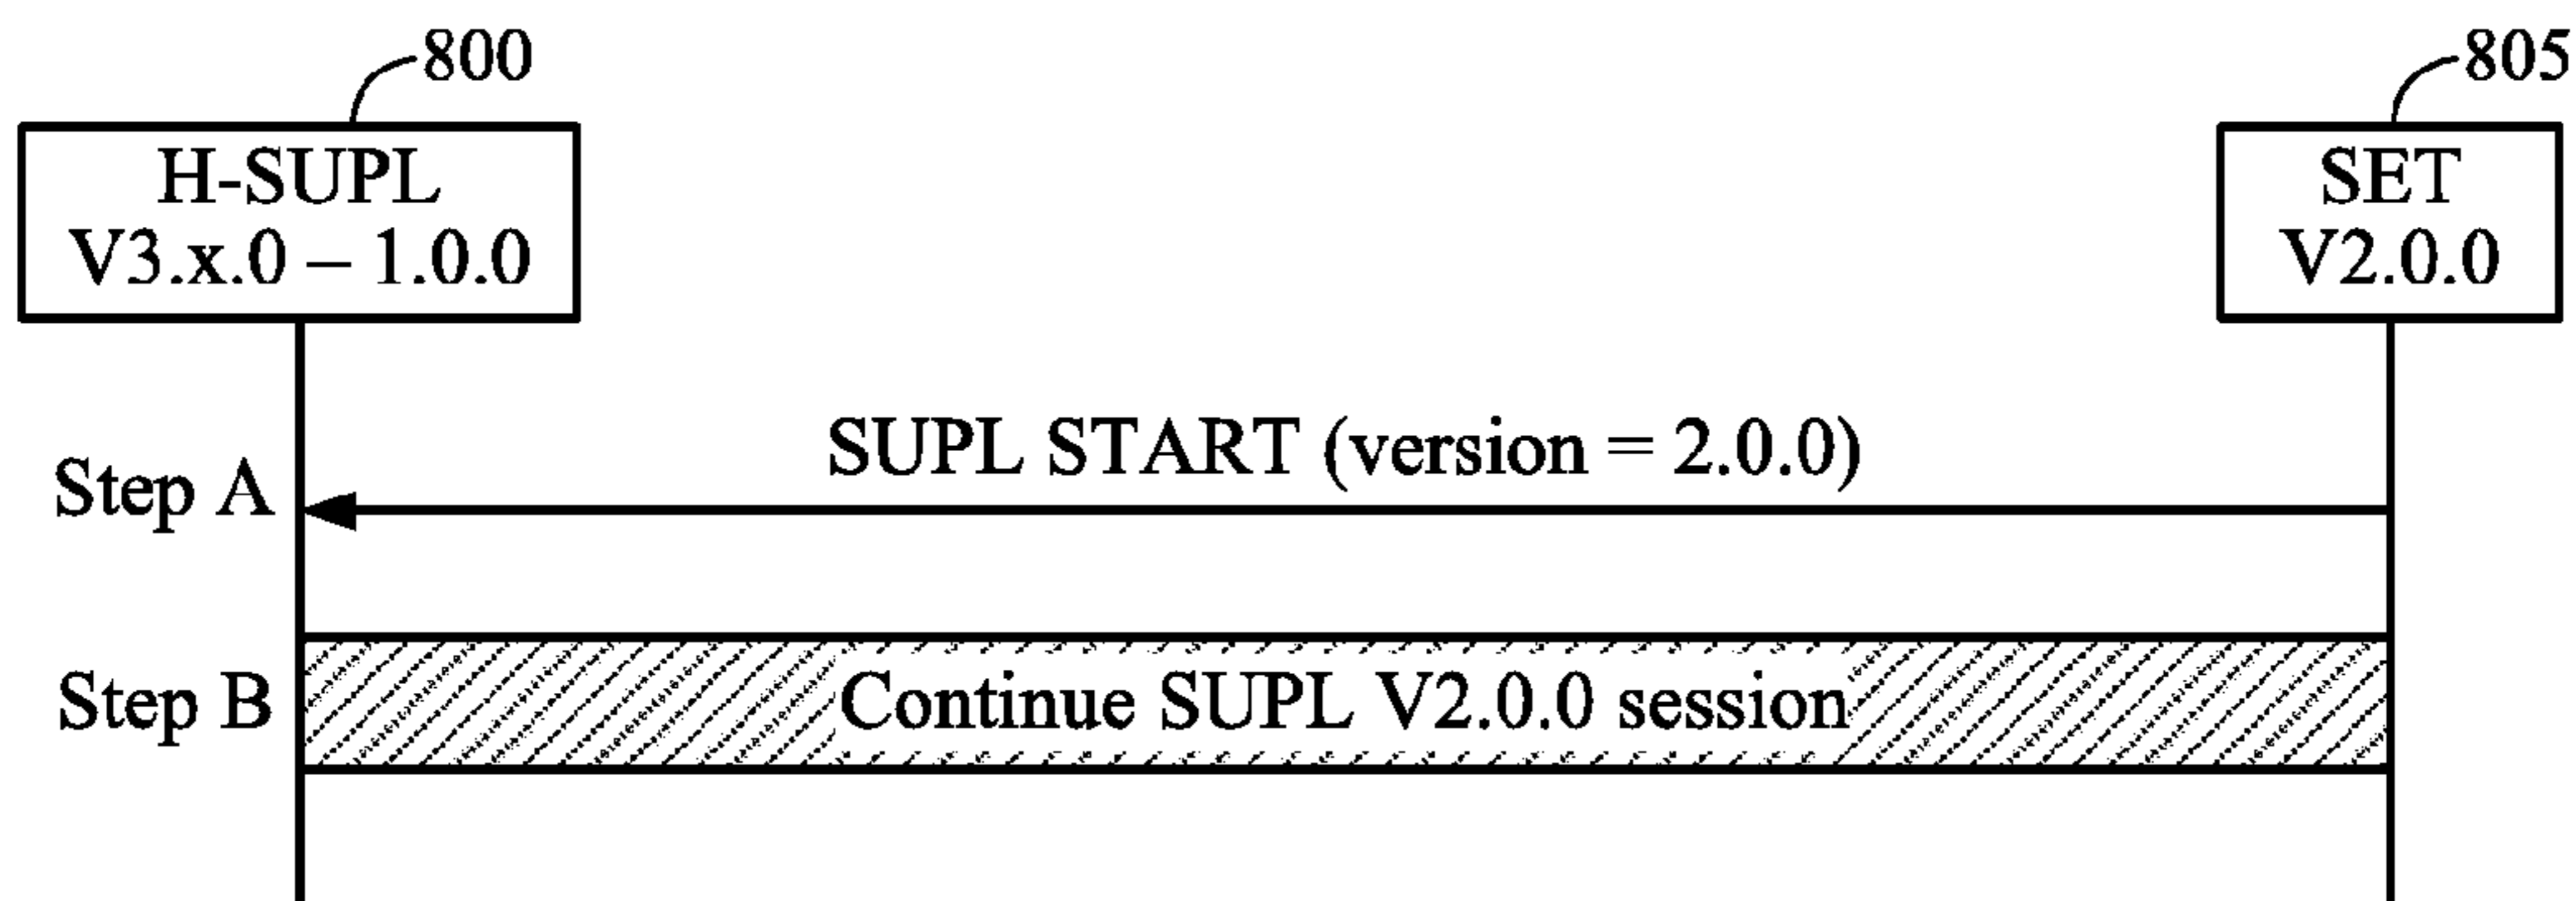 800
805
H-SUPL
V3.x.0 – 1.0.0
SET
V2.0.0
SUPL START (version = 2.0.0)
Step A
Step B
Continue SUPL V2.0.0 session